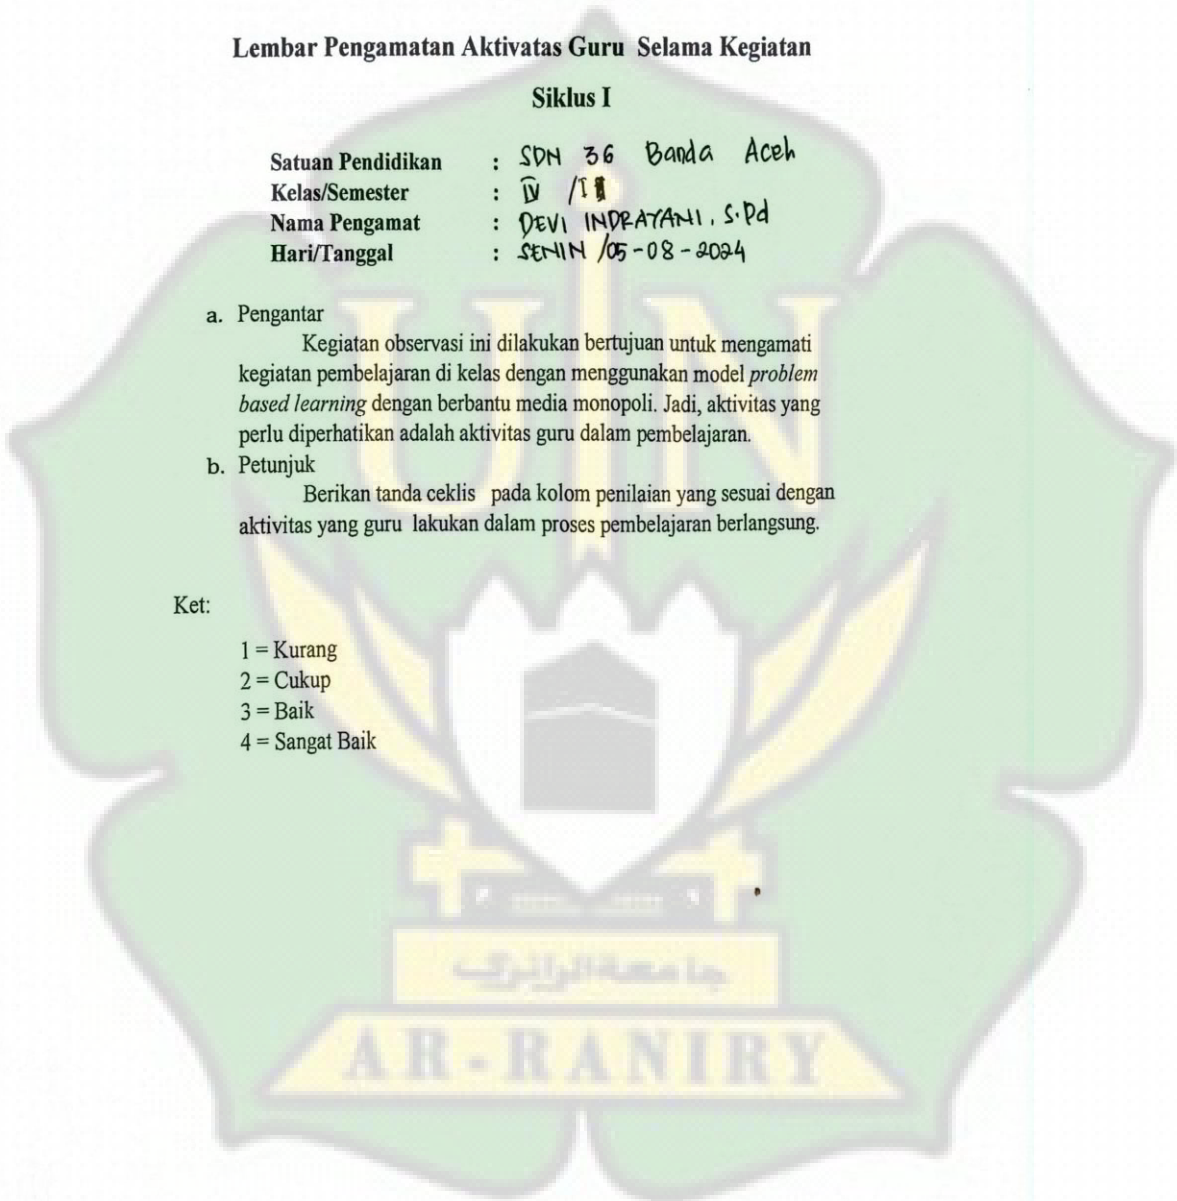 Lembar Pengamatan Aktivatas Guru Selama Kegiatan
Siklus I
Satuan Pendidikan : SDN 36 Banda Aceh
Kelas/Semester : IV /I
Nama Pengamat : DEVI INDRAYANI, S.Pd
Hari/Tanggal : SENIN /05-08-2024
a. Pengantar
Kegiatan observasi ini dilakukan bertujuan untuk mengamati
kegiatan pembelajaran di kelas dengan menggunakan model problem
based learning dengan berbantu media monopoli. Jadi, aktivitas yang
perlu diperhatikan adalah aktivitas guru dalam pembelajaran.
b. Petunjuk
Berikan tanda ceklis pada kolom penilaian yang sesuai dengan
aktivitas yang guru lakukan dalam proses pembelajaran berlangsung.
Ket:
1 = Kurang
2 = Cukup
3 = Baik
4 = Sangat Baik
UIN
جامعة الرانري
AR-RANIRY